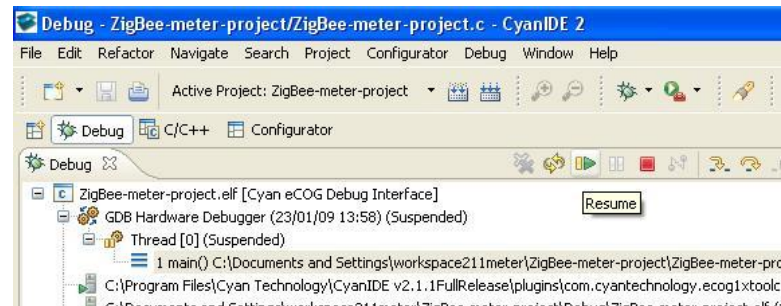 Debug - ZigBee-meter-project/ZigBee-meter-project.c - CyanIDE 2
File Edit Refactor Navigate Search Project Configurator Debug Window Help
Active Project: ZigBee-meter-project
Debug C/C++ Configurator
Debug
ZigBee-meter-project.elf [Cyan eCOG Debug Interface]
Resume
GDB Hardware Debugger (23/01/09 13:58) (Suspended)
Thread [0] (Suspended)
1 main() C:\Documents and Settings\workspace211meter\ZigBee-meter-project\ZigBee-meter-pro
C:\Program Files\Cyan Technology\CyanIDE v2.1.1FullRelease\plugins\com.cyantechnology.ecog1xtool